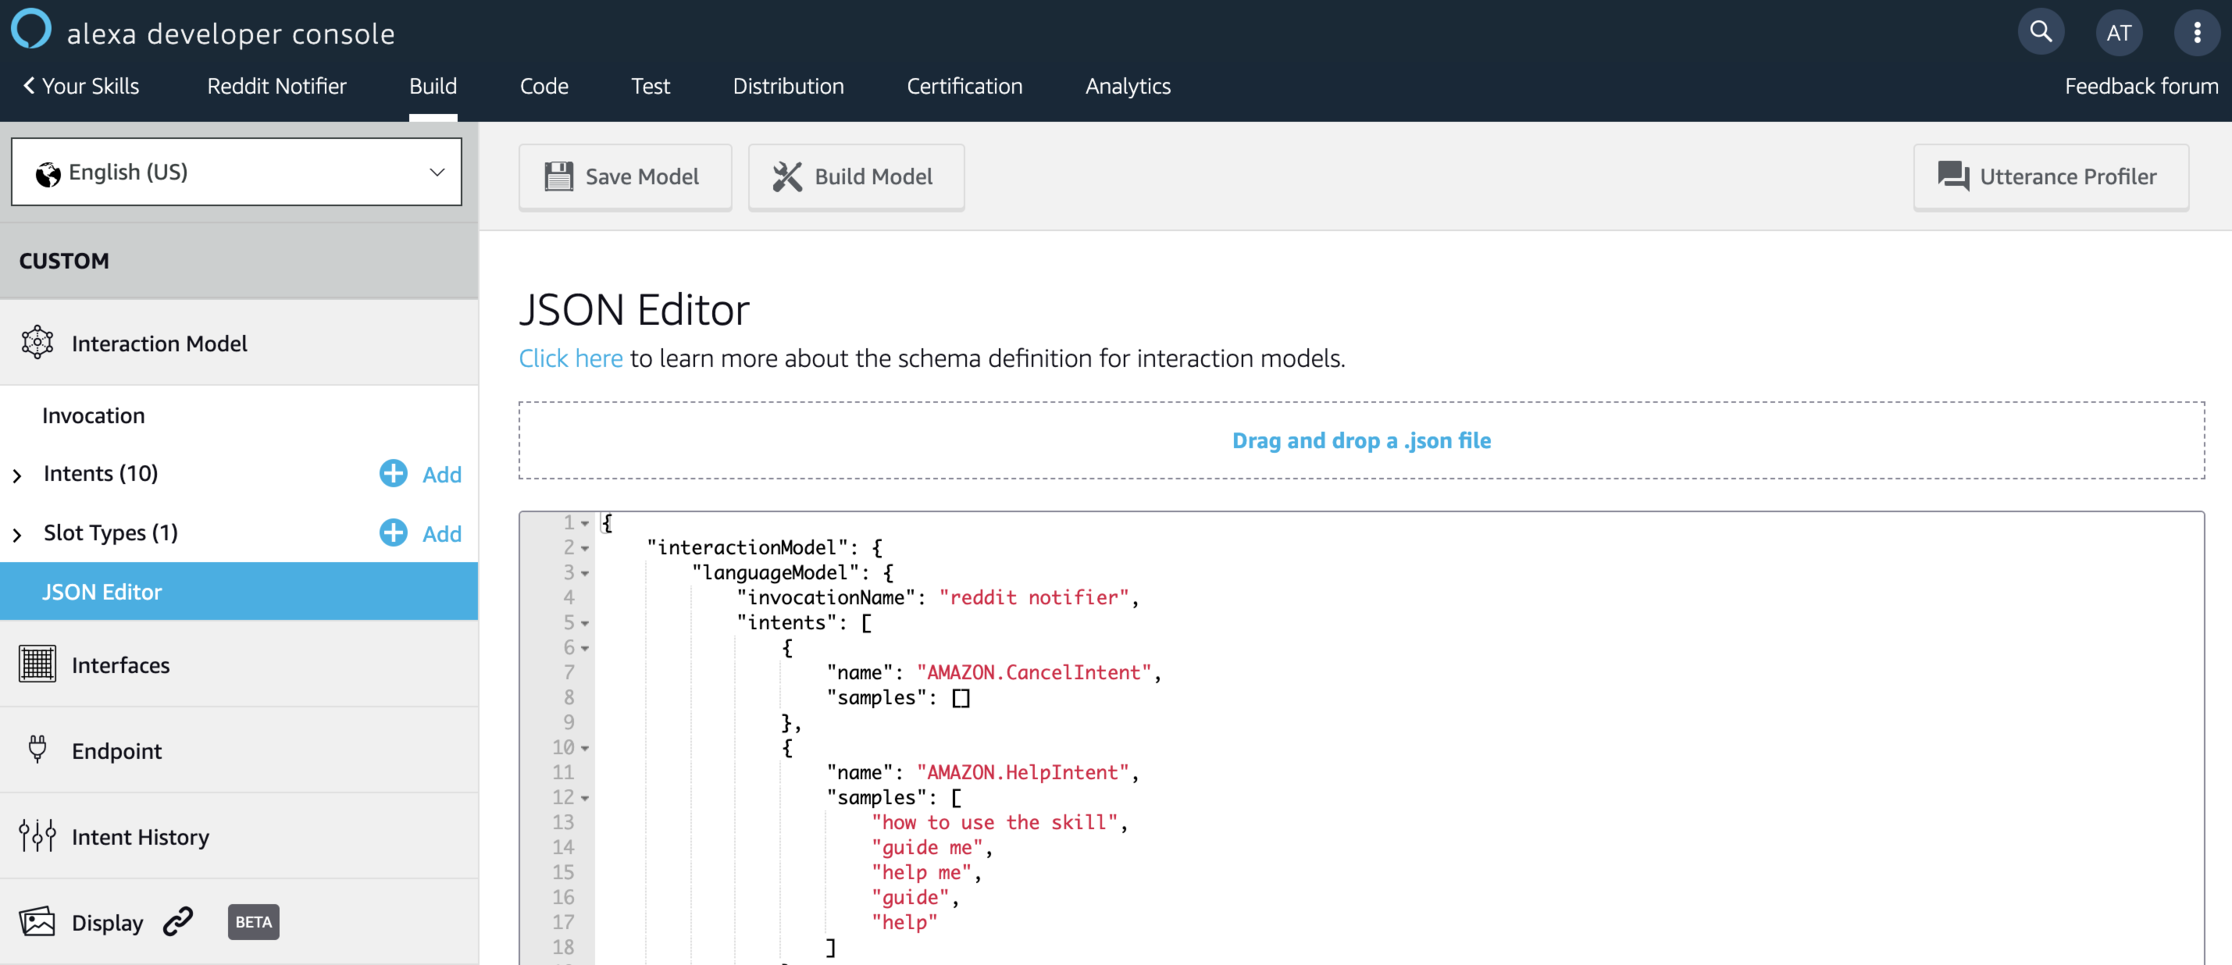 alexa developer console
AT
Your Skills Reddit Notifier Build Code Test Distribution Certification Analytics Feedback forum
English (US)
Save Model Build Model Utterance Profiler
CUSTOM
Interaction Model
Invocation
Intents (10) Add
Slot Types (1) Add
JSON Editor
Interfaces
Endpoint
Intent History
Display BETA
JSON Editor
Click here to learn more about the schema definition for interaction models.
Drag and drop a .json file
1 {
2 "interactionModel": {
3 "languageModel": {
4 "invocationName": "reddit notifier",
5 "intents": [
6 {
7 "name": "AMAZON.CancelIntent",
8 "samples": []
9 },
10 {
11 "name": "AMAZON.HelpIntent",
12 "samples": [
13 "how to use the skill",
14 "guide me",
15 "help me",
16 "guide",
17 "help"
18 ]